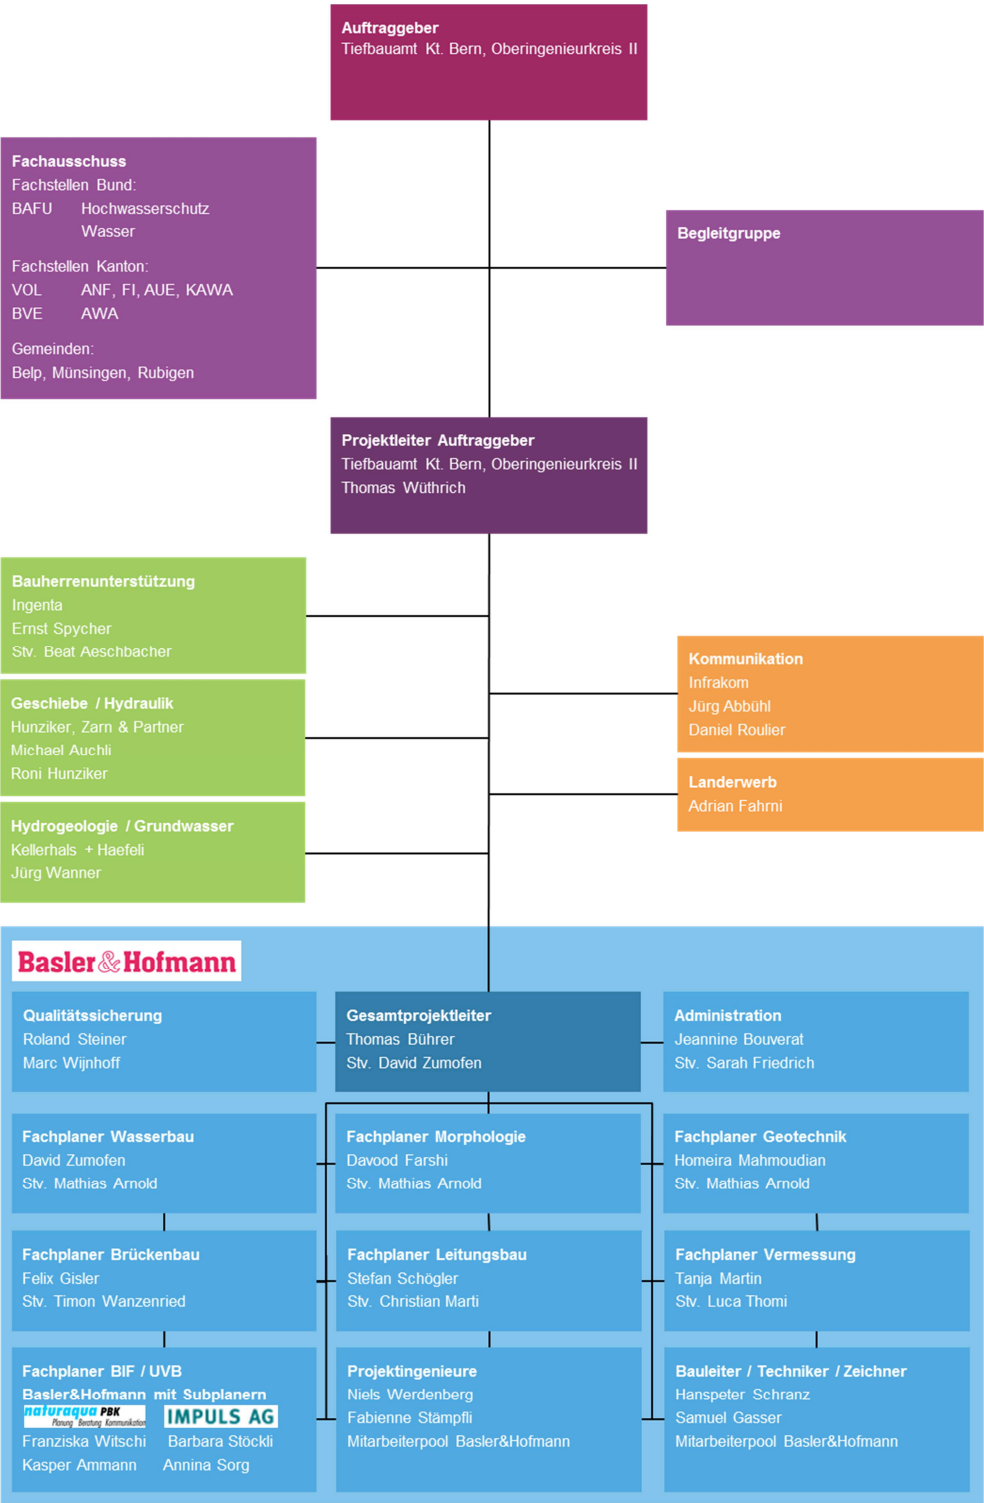 Auftraggeber
Tiefbauamt Kt. Bern, Oberingenieurkreis II
Fachausschuss
Fachstellen Bund:
BAFU Hochwasserschutz
Wasser
Fachstellen Kanton:
VOL ANF, FI, AUE, KAWA
BVE AWA
Gemeinden:
Belp, Münsingen, Rubigen
Begleitgruppe
Projektleiter Auftraggeber
Tiefbauamt Kt. Bern, Oberingenieurkreis II
Thomas Wüthrich
Bauherrenunterstützung
Ingenta
Ernst Spycher
Stv. Beat Aeschbacher
Geschiebe / Hydraulik
Hunziker, Zarn & Partner
Michael Auchli
Roni Hunziker
Hydrogeologie / Grundwasser
Kellerhals + Haefeli
Jürg Wanner
Kommunikation
Infrakom
Jürg Abbühl
Daniel Roulier
Landerwerb
Adrian Fahrni
Basler&Hofmann
Qualitätssicherung
Roland Steiner
Marc Wijnhoff
Gesamtprojektleiter
Thomas Bührer
Stv. David Zumofen
Administration
Jeannine Bouverat
Stv. Sarah Friedrich
Fachplaner Wasserbau
David Zumofen
Stv. Mathias Arnold
Fachplaner Morphologie
Davood Farshi
Stv. Mathias Arnold
Fachplaner Geotechnik
Homeira Mahmoudian
Stv. Mathias Arnold
Fachplaner Brückenbau
Felix Gisler
Stv. Timon Wanzenried
Fachplaner Leitungsbau
Stefan Schögler
Stv. Christian Marti
Fachplaner Vermessung
Tanja Martin
Stv. Luca Thomi
Fachplaner BIF / UVB
Basler&Hofmann mit Subplanern
naturaqua PBK
Planung Beratung Kommunikation
IMPULS AG
Franziska Witschi Barbara Stöckli
Kasper Ammann Annina Sorg
Projektingenieure
Niels Werdenberg
Fabienne Stämpfli
Mitarbeiterpool Basler&Hofmann
Bauleiter / Techniker / Zeichner
Hanspeter Schranz
Samuel Gasser
Mitarbeiterpool Basler&Hofmann